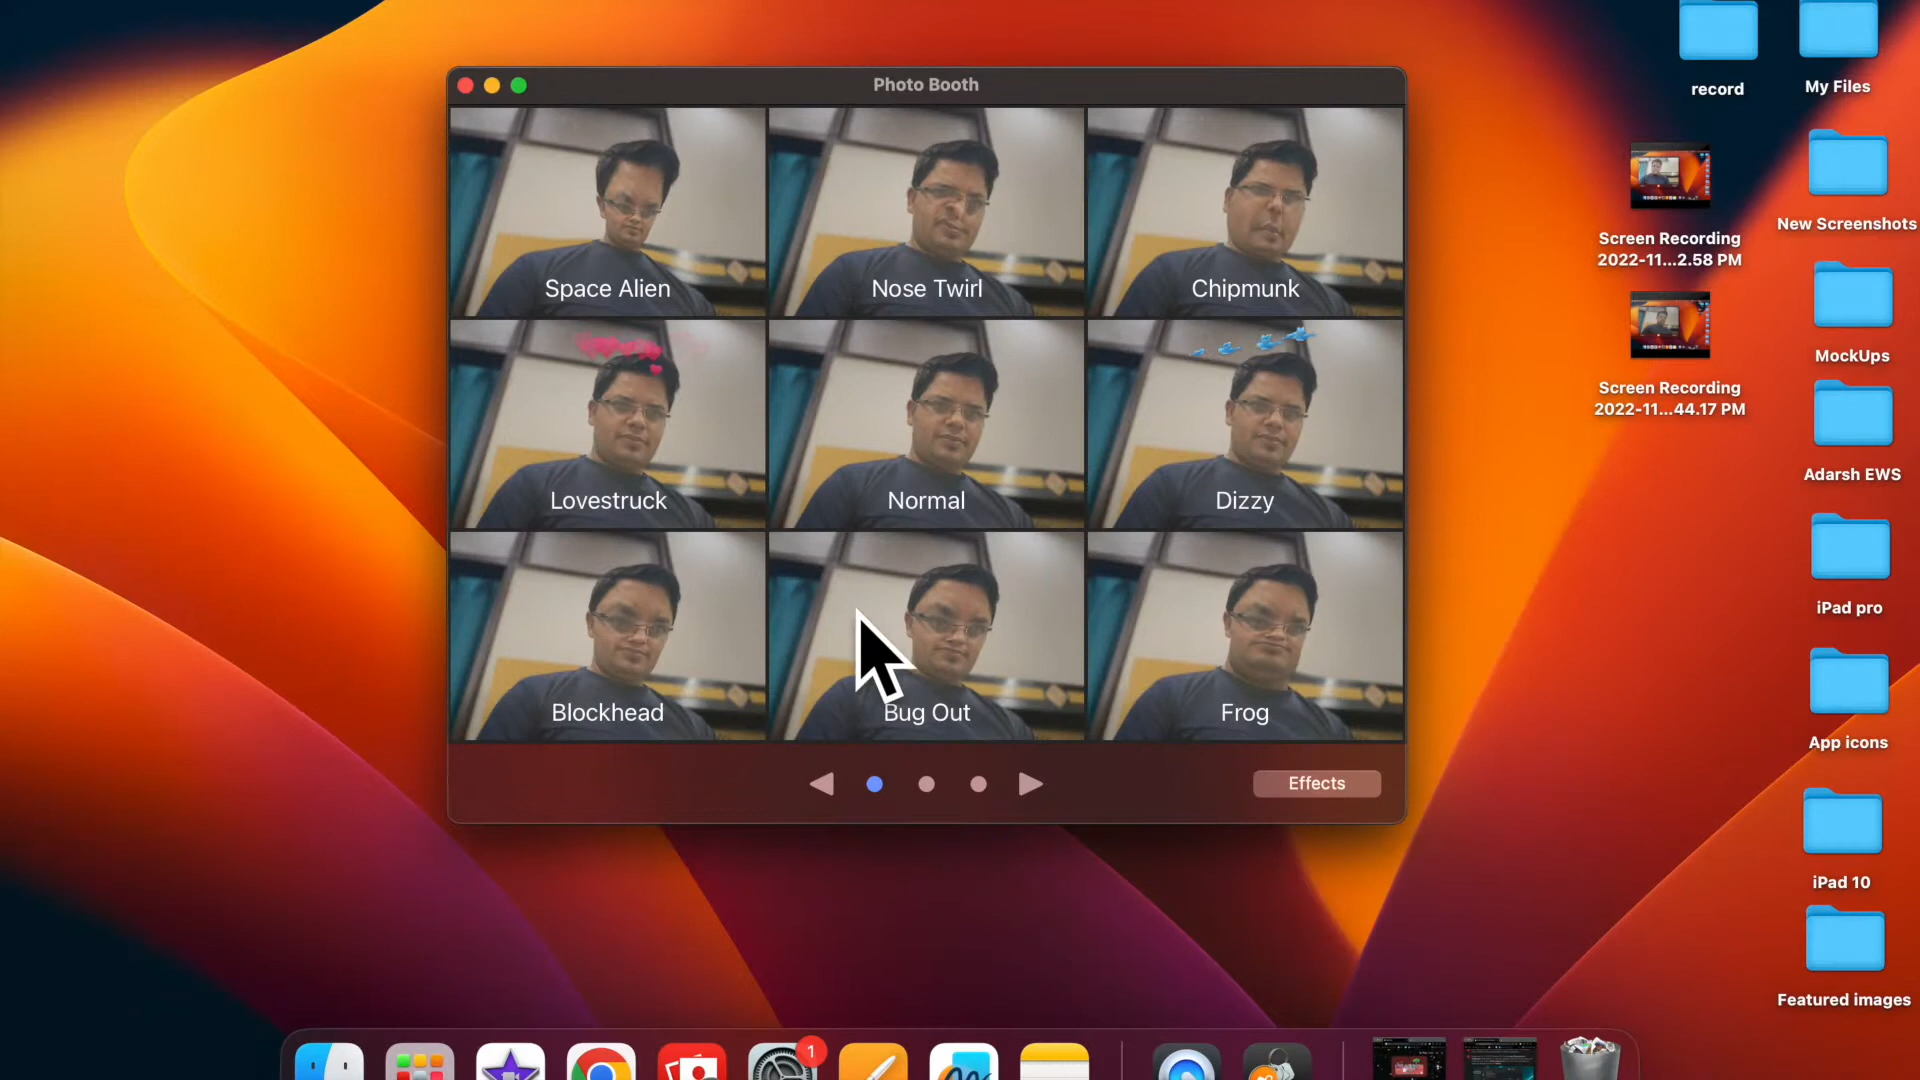 Photo Booth
Space Alien
Nose Twirl
Chipmunk
Lovestruck
Normal
Dizzy
Blockhead
Bug Out
Frog
Effects
record
My Files
Screen Recording
2022-11...2.58 PM
New Screenshots
Screen Recording
2022-11...44.17 PM
MockUps
Adarsh EWS
iPad pro
App icons
iPad 10
Featured images
1